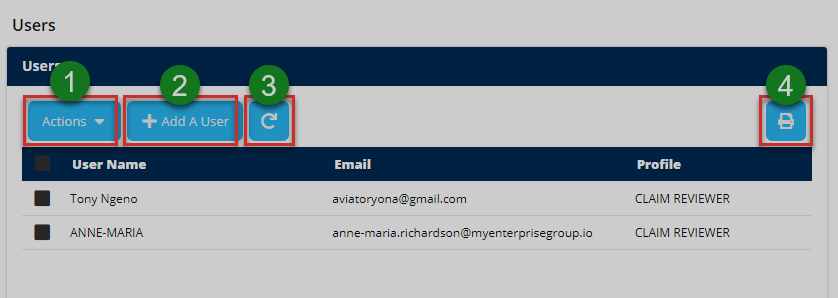 Users
Users
1 2 3 4
Actions Add A User
User Name Email Profile
Tony Ngeno aviatoryona@gmail.com CLAIM REVIEWER
ANNE-MARIA anne-maria.richardson@myenterprisegroup.io CLAIM REVIEWER